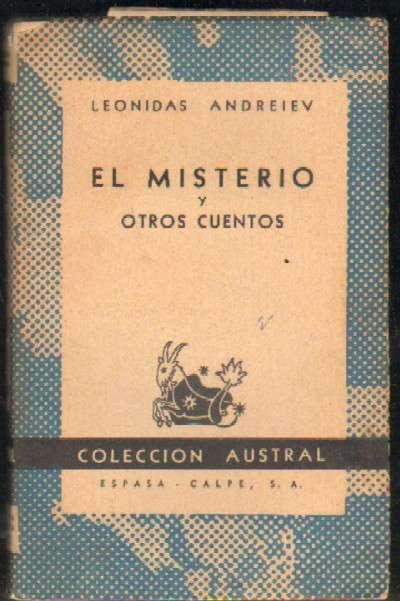 LEONIDAS ANDREIEV
EL MISTERIO
Y
OTROS CUENTOS
COLECCION AUSTRAL
ESPASA - CALPE, S. A.